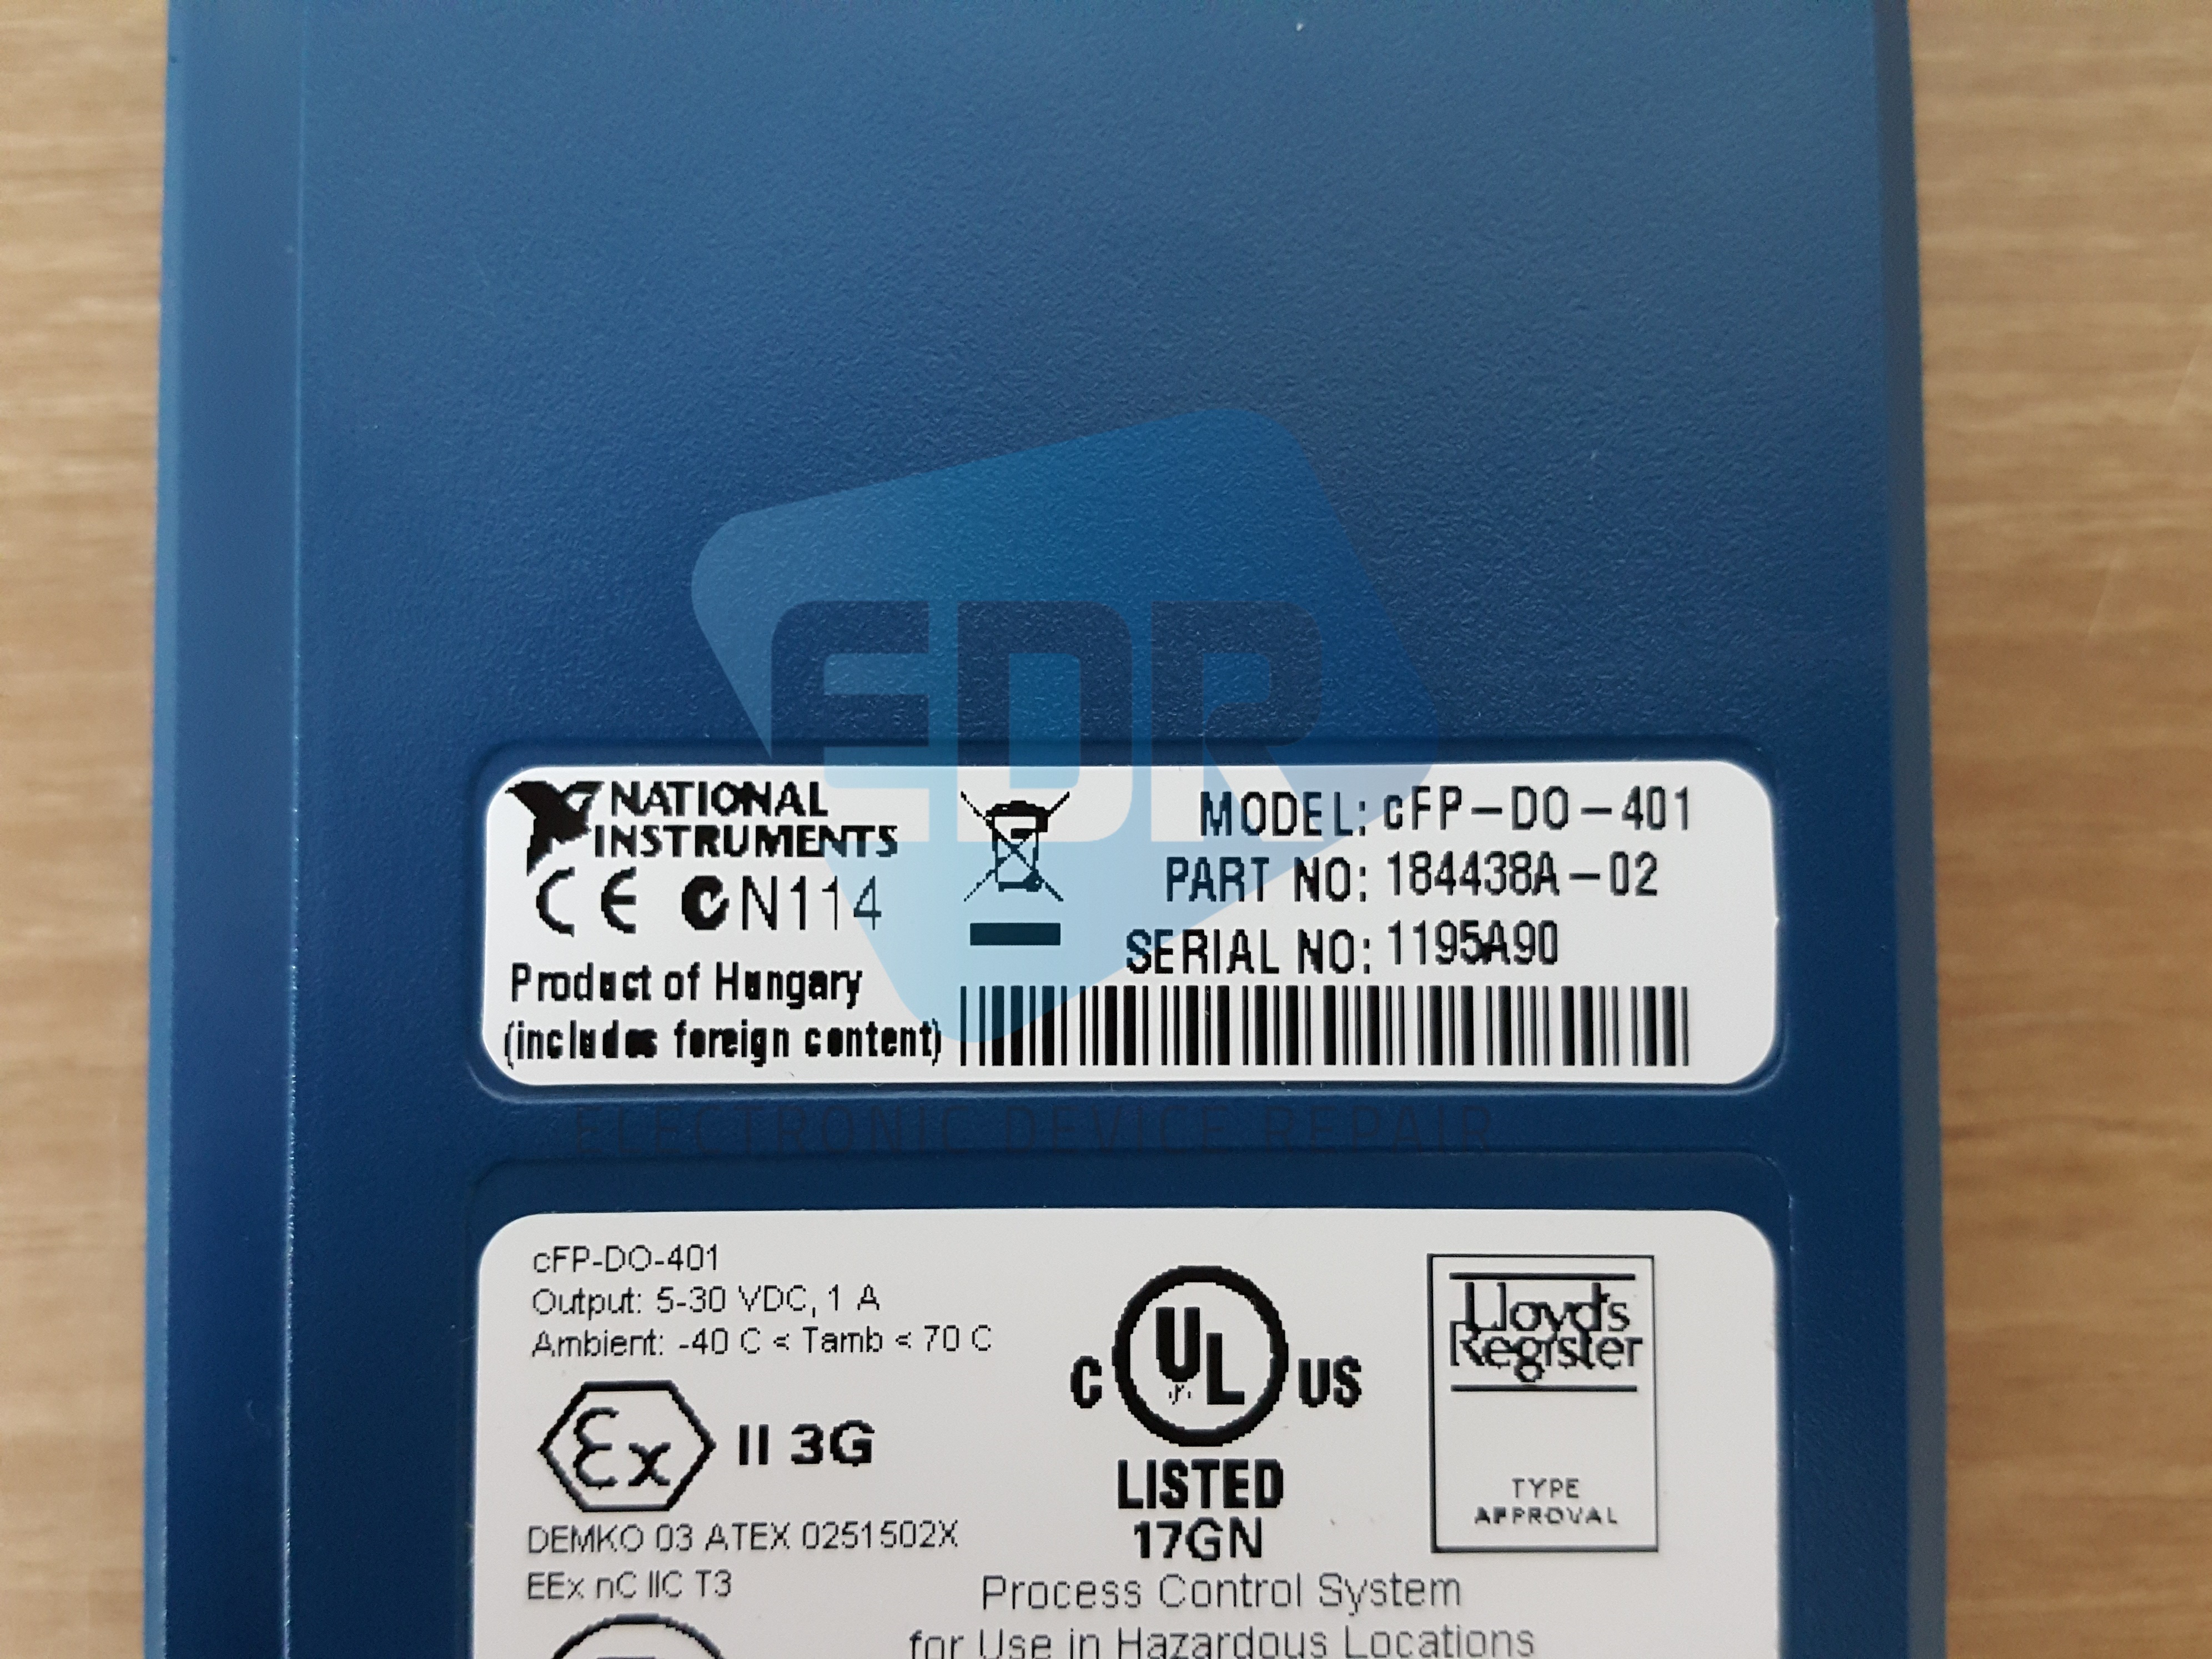 EDR
NATIONAL
INSTRUMENTS
CE N114
Product of Hungary
(includes foreign content)
MODEL: cFP-DO-401
PART NO: 184438A-02
SERIAL NO: 1195A90
ELECTRONIC DEVICE REPAIR
cFP-DO-401
Output: 5-30 VDC, 1 A
Ambient: -40 C < Tamb < 70 C
Ex II 3G
DEMKO 03 ATEX 0251502X
EEx nC IIC T3
C UL US
LISTED
17GN
Process Control System
for Use in Hazardous Locations
Lloyd's
Register
TYPE
APPROVAL